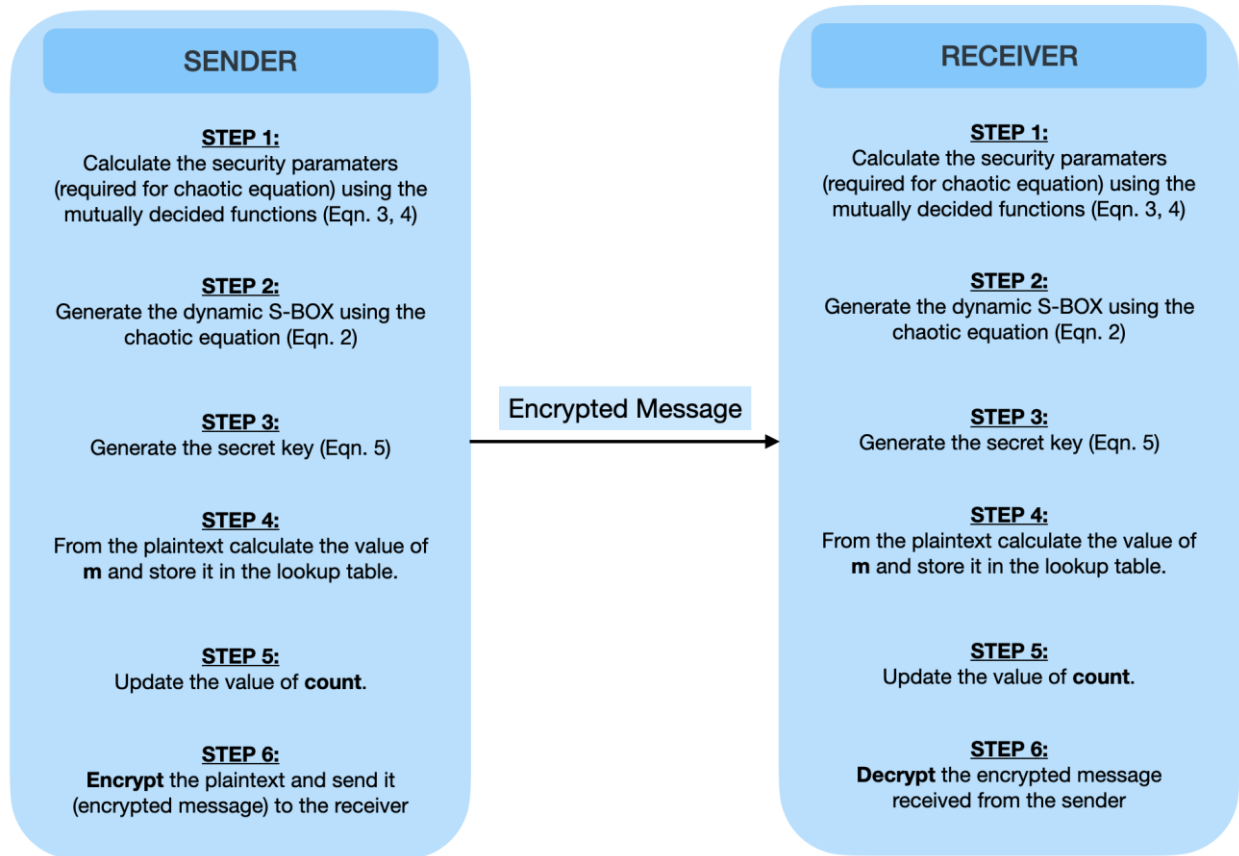 SENDER
STEP 1:
Calculate the security paramaters
(required for chaotic equation) using the
mutually decided functions (Eqn. 3, 4)
STEP 2:
Generate the dynamic S-BOX using the
chaotic equation (Eqn. 2)
STEP 3:
Generate the secret key (Eqn. 5)
STEP 4:
From the plaintext calculate the value of
m and store it in the lookup table.
STEP 5:
Update the value of count.
STEP 6:
Encrypt the plaintext and send it
(encrypted message) to the receiver
Encrypted Message
RECEIVER
STEP 1:
Calculate the security paramaters
(required for chaotic equation) using the
mutually decided functions (Eqn. 3, 4)
STEP 2:
Generate the dynamic S-BOX using the
chaotic equation (Eqn. 2)
STEP 3:
Generate the secret key (Eqn. 5)
STEP 4:
From the plaintext calculate the value of
m and store it in the lookup table.
STEP 5:
Update the value of count.
STEP 6:
Decrypt the encrypted message
received from the sender